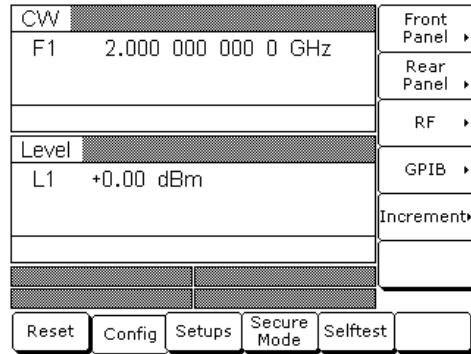 CW
F1 2.000 000 000 0 GHz
Level
L1 +0.00 dBm
Front
Panel
Rear
Panel
RF
GPIB
Increment
Reset
Config
Setups
Secure
Mode
Selftest